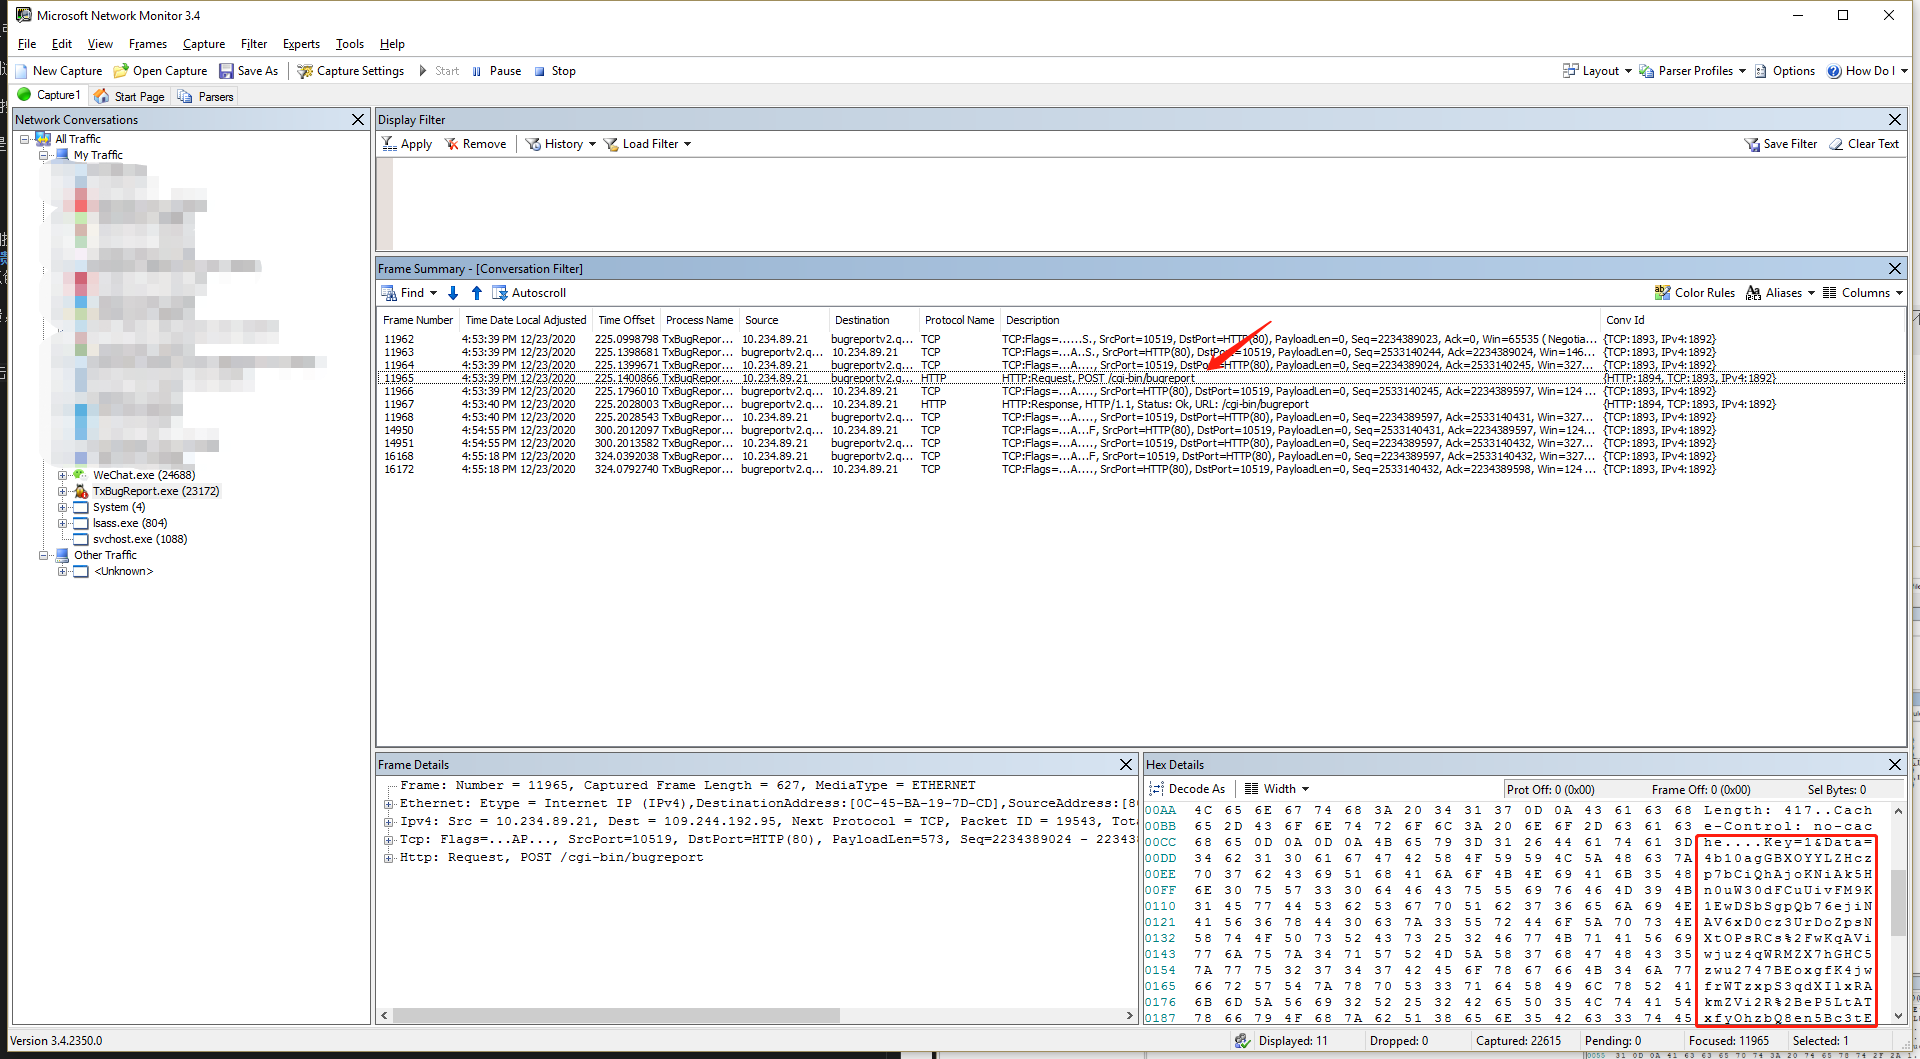 Microsoft Network Monitor 3.4
File Edit View Frames Capture Filter Experts Tools Help
New Capture Open Capture Save As Capture Settings Start Pause Stop Layout Parser Profiles Options How Do I
Capture1 Start Page Parsers
Network Conversations
All Traffic
My Traffic
WeChat.exe (24688)
TxBugReport.exe (23172)
System (4)
lsass.exe (804)
svchost.exe (1088)
Other Traffic
<Unknown>
Display Filter
Apply Remove History Load Filter Save Filter Clear Text
Frame Summary - [Conversation Filter]
Find Autoscroll Color Rules Aliases Columns
Frame Number Time Date Local Adjusted Time Offset Process Name Source Destination Protocol Name Description Conv Id
11962 4:53:39 PM 12/23/2020 225.0998798 TxBugRepor... 10.234.89.21 bugreportv2.q... TCP TCP:Flags=......S., SrcPort=10519, DstPort=HTTP(80), PayloadLen=0, Seq=2234389023, Ack=0, Win=65535 ( Negotia... {TCP:1893, IPv4:1892}
11963 4:53:39 PM 12/23/2020 225.1398681 TxBugRepor... bugreportv2.q... 10.234.89.21 TCP TCP:Flags=...A..S., SrcPort=HTTP(80), DstPort=10519, PayloadLen=0, Seq=2533140244, Ack=2234389024, Win=146... {TCP:1893, IPv4:1892}
11964 4:53:39 PM 12/23/2020 225.1399671 TxBugRepor... 10.234.89.21 bugreportv2.q... TCP TCP:Flags=...A...., SrcPort=10519, DstPort=HTTP(80), PayloadLen=0, Seq=2234389024, Ack=2533140245, Win=327... {TCP:1893, IPv4:1892}
11965 4:53:39 PM 12/23/2020 225.1400866 TxBugRepor... 10.234.89.21 bugreportv2.q... HTTP HTTP:Request, POST /cgi-bin/bugreport {HTTP:1894, TCP:1893, IPv4:1892}
11966 4:53:39 PM 12/23/2020 225.1796010 TxBugRepor... bugreportv2.q... 10.234.89.21 TCP TCP:Flags=...A...., SrcPort=HTTP(80), DstPort=10519, PayloadLen=0, Seq=2533140245, Ack=2234389597, Win=124 ... {TCP:1893, IPv4:1892}
11967 4:53:40 PM 12/23/2020 225.2028003 TxBugRepor... bugreportv2.q... 10.234.89.21 HTTP HTTP:Response, HTTP/1.1, Status: Ok, URL: /cgi-bin/bugreport {HTTP:1894, TCP:1893, IPv4:1892}
11968 4:53:40 PM 12/23/2020 225.2028543 TxBugRepor... 10.234.89.21 bugreportv2.q... TCP TCP:Flags=...A...., SrcPort=10519, DstPort=HTTP(80), PayloadLen=0, Seq=2234389597, Ack=2533140431, Win=327... {TCP:1893, IPv4:1892}
14950 4:54:55 PM 12/23/2020 300.2012097 TxBugRepor... bugreportv2.q... 10.234.89.21 TCP TCP:Flags=...A...F, SrcPort=HTTP(80), DstPort=10519, PayloadLen=0, Seq=2533140431, Ack=2234389597, Win=124... {TCP:1893, IPv4:1892}
14951 4:54:55 PM 12/23/2020 300.2013582 TxBugRepor... 10.234.89.21 bugreportv2.q... TCP TCP:Flags=...A...., SrcPort=10519, DstPort=HTTP(80), PayloadLen=0, Seq=2234389597, Ack=2533140432, Win=327... {TCP:1893, IPv4:1892}
16168 4:55:18 PM 12/23/2020 324.0392038 TxBugRepor... 10.234.89.21 bugreportv2.q... TCP TCP:Flags=...A...F, SrcPort=10519, DstPort=HTTP(80), PayloadLen=0, Seq=2234389597, Ack=2533140432, Win=327... {TCP:1893, IPv4:1892}
16172 4:55:18 PM 12/23/2020 324.0792740 TxBugRepor... bugreportv2.q... 10.234.89.21 TCP TCP:Flags=...A...., SrcPort=HTTP(80), DstPort=10519, PayloadLen=0, Seq=2533140432, Ack=2234389598, Win=124 ... {TCP:1893, IPv4:1892}
Frame Details
Frame: Number = 11965, Captured Frame Length = 627, MediaType = ETHERNET
Ethernet: Etype = Internet IP (IPv4),DestinationAddress:[0C-45-BA-19-7D-CD],SourceAddress:[8
Ipv4: Src = 10.234.89.21, Dest = 109.244.192.95, Next Protocol = TCP, Packet ID = 19543, Tota
Tcp: Flags=...AP..., SrcPort=10519, DstPort=HTTP(80), PayloadLen=573, Seq=2234389024 - 22343
Http: Request, POST /cgi-bin/bugreport
Hex Details
Decode As Width Prot Off: 0 (0x00) Frame Off: 0 (0x00) Sel Bytes: 0
00AA 4C 65 6E 67 74 68 3A 20 34 31 37 0D 0A 43 61 63 68 Length: 417..Cach
00BB 65 2D 43 6F 6E 74 72 6F 6C 3A 20 6E 6F 2D 63 61 63 e-Control: no-cac
00CC 68 65 0D 0A 0D 0A 4B 65 79 3D 31 26 44 61 74 61 3D he....Key=1&Data=
00DD 34 62 31 30 61 67 47 42 58 4F 59 59 4C 5A 48 63 7A 4b10agGBXOYYLZHcz
00EE 70 37 62 43 69 51 68 41 6A 6F 4B 4E 69 41 6B 35 48 p7bCiQhAjoKNiAk5H
00FF 6E 30 75 57 33 30 64 46 43 75 55 69 76 46 4D 39 4B n0uW30dFCuUivFM9K
0110 31 45 77 44 53 62 53 67 70 51 62 37 36 65 6A 69 4E 1EwDSbSgpQb76ejiN
0121 41 56 36 78 44 30 63 7A 33 55 72 44 6F 5A 70 73 4E AV6xD0cz3UrDoZpsN
0132 58 74 4F 50 73 52 43 73 25 32 46 77 4B 71 41 56 69 XtOPsRCs%2FwKqAVi
0143 77 6A 75 7A 34 71 57 52 4D 5A 58 37 68 47 48 43 35 wjuz4qWRMZX7hGHC5
0154 7A 77 75 32 37 34 37 42 45 6F 78 67 66 4B 34 6A 77 zwu2747BEoxgfK4jw
0165 66 72 57 54 7A 78 70 53 33 71 64 58 49 6C 78 52 41 frWTzxpS3qdXIlxRA
0176 6B 6D 5A 56 69 32 52 25 32 42 65 50 35 4C 74 41 54 kmZVi2R%2BeP5LtAT
0187 78 66 79 4F 68 7A 62 51 38 65 6E 35 42 63 33 74 45 xfyOhzbQ8en5Bc3tE
Version 3.4.2350.0 Displayed: 11 Dropped: 0 Captured: 22615 Pending: 0 Focused: 11965 Selected: 1